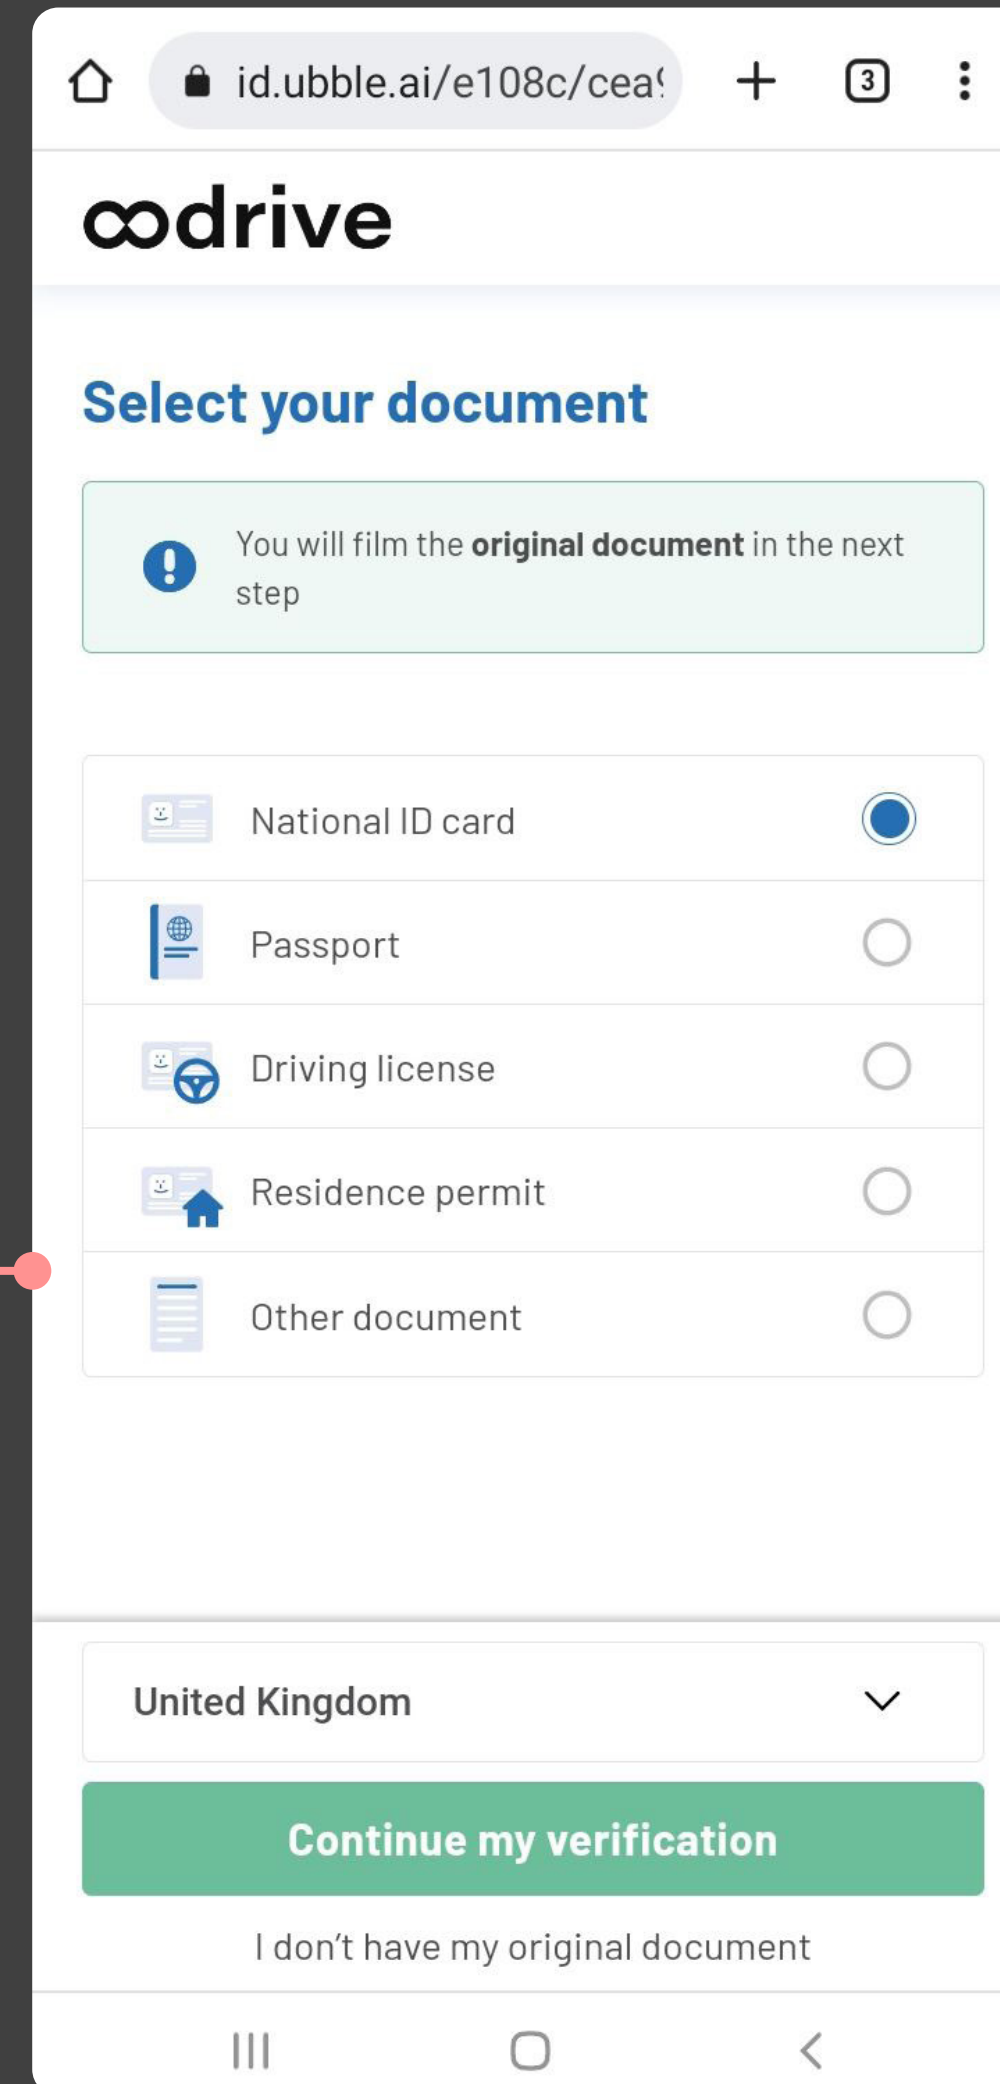 id.ubble.ai/e108c/cea
3
oodrive
Select your document
You will film the original document in the next
step
National ID card
Passport
Driving license
Residence permit
Other document
United Kingdom
Continue my verification
I don't have my original document